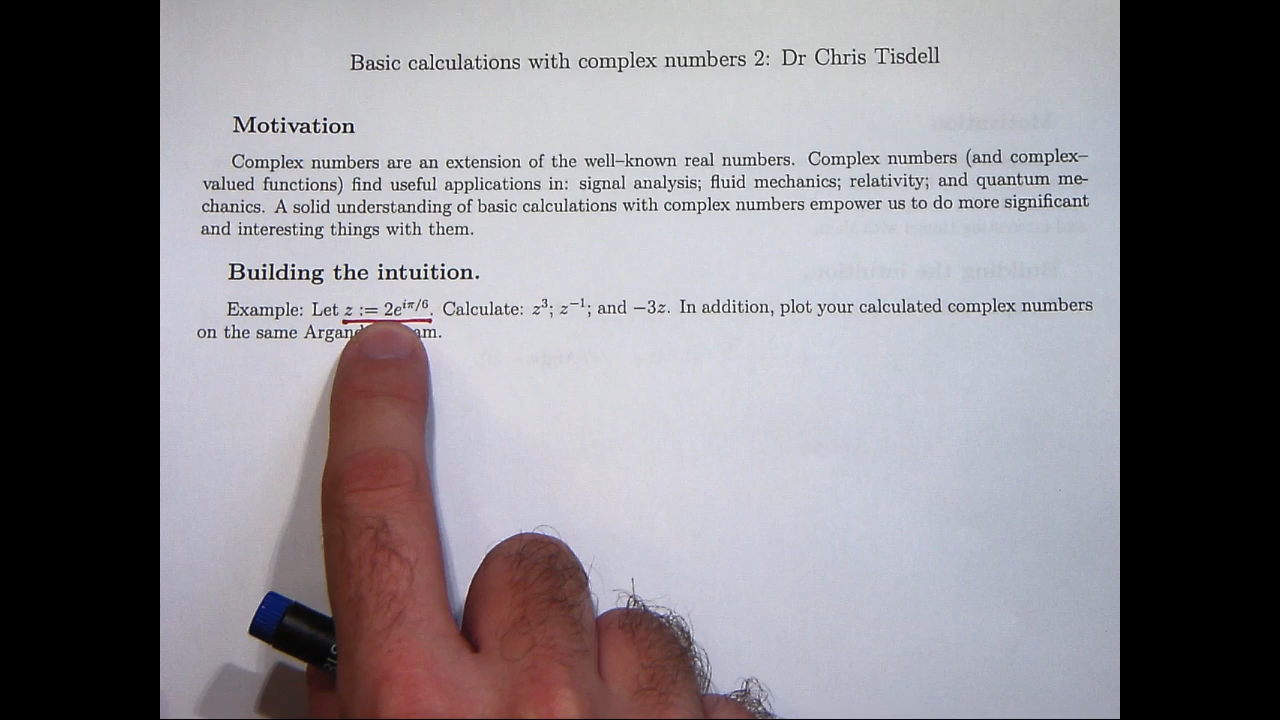 Basic calculations with complex numbers 2: Dr Chris Tisdell
Motivation
Complex numbers are an extension of the well–known real numbers. Complex numbers (and complex–
valued functions) find useful applications in: signal analysis; fluid mechanics; relativity; and quantum me-
chanics. A solid understanding of basic calculations with complex numbers empower us to do more significant
and interesting things with them.
Building the intuition.
Example: Let z := 2e^{iπ/6}. Calculate: z³; z⁻¹; and −3z. In addition, plot your calculated complex numbers
on the same Argan am.